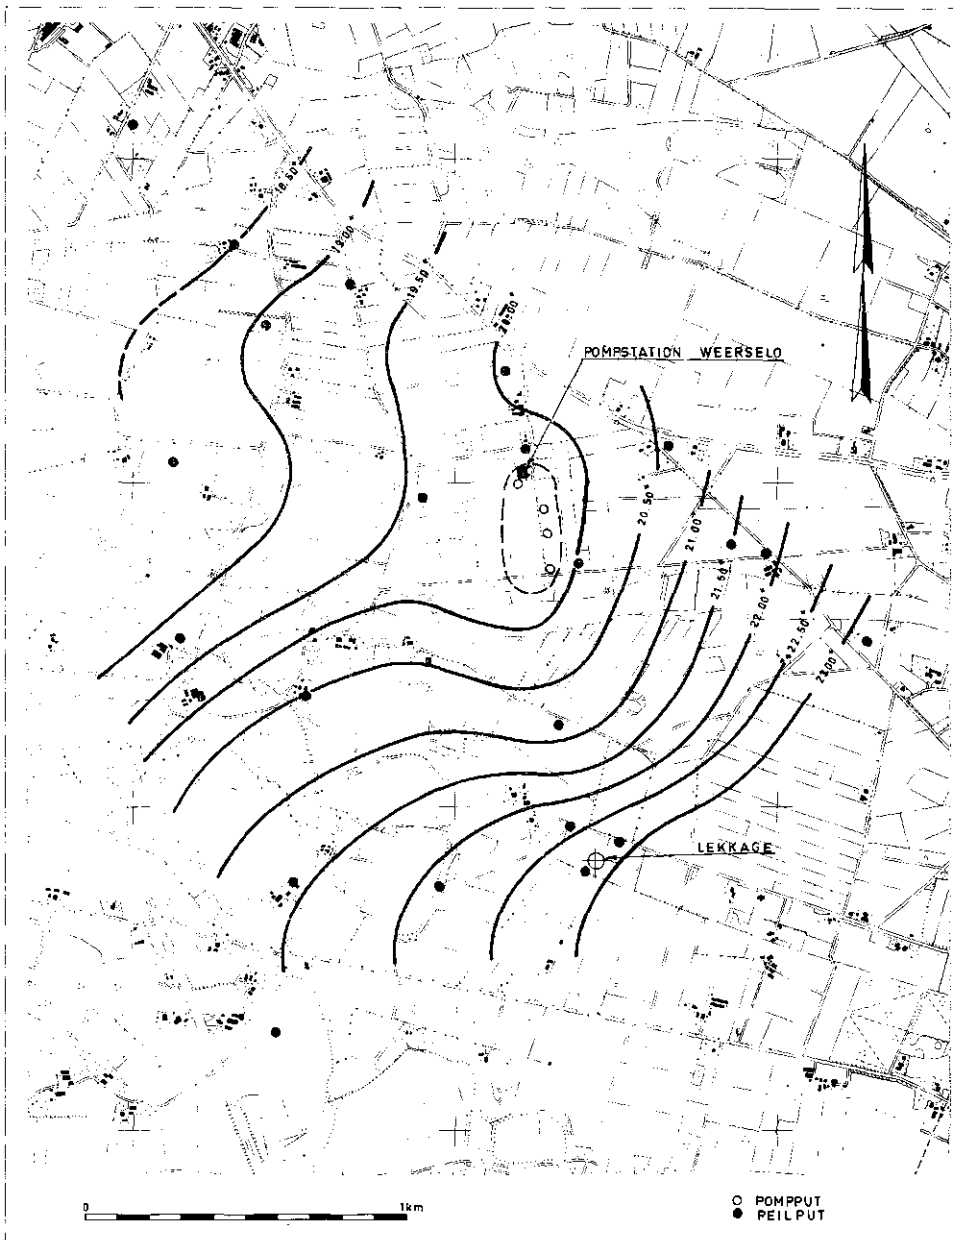 18.50+
19.00+
19.50+
20.00+
POMPSTATION WEERSELO
20.50+
21.00+
21.50+
22.00+
22.50+
23.00+
LEKKAGE
0 1km
POMPPUT
PEILPUT